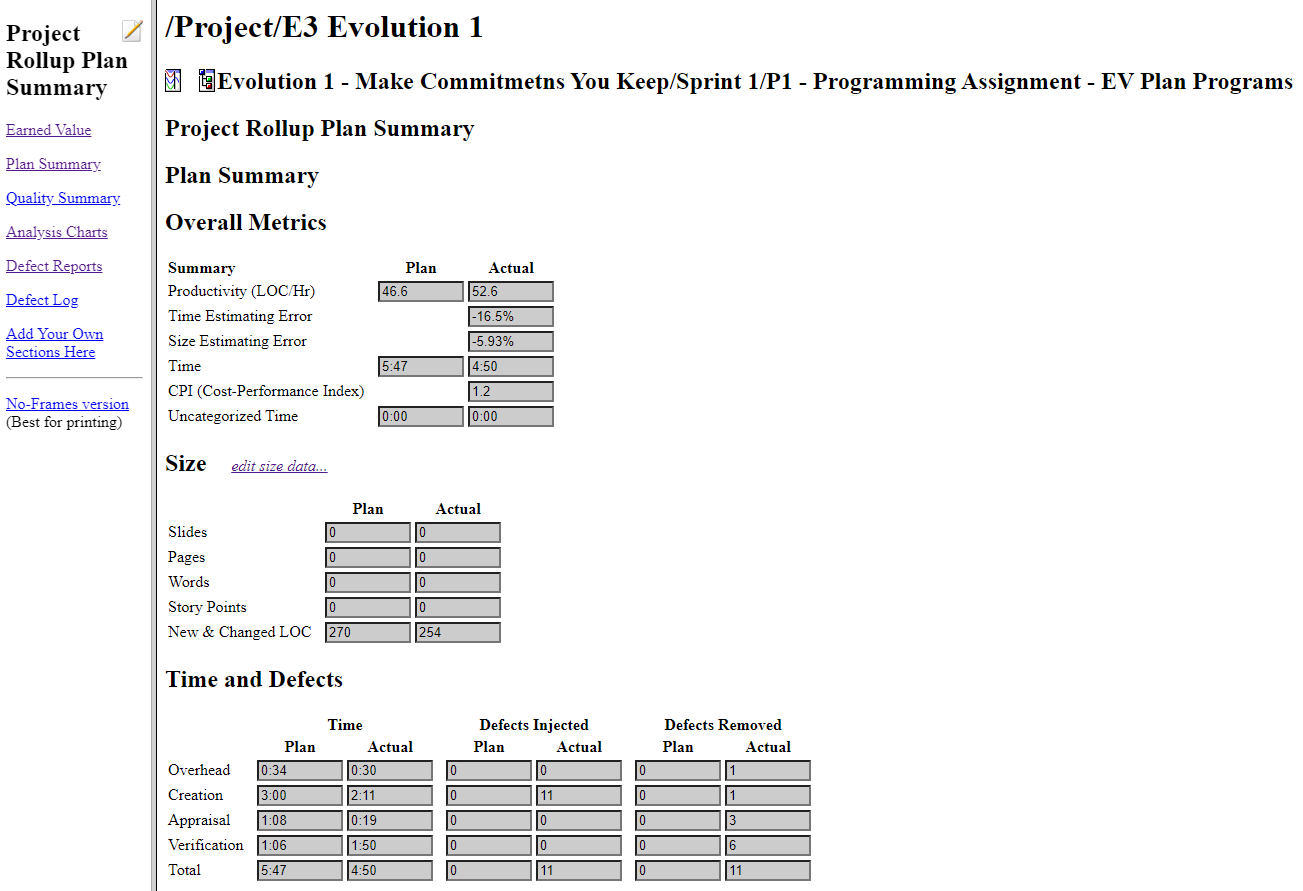 Project
Rollup Plan
Summary
Earned Value
Plan Summary
Quality Summary
Analysis Charts
Defect Reports
Defect Log
Add Your Own
Sections Here
No-Frames version
(Best for printing)
/Project/E3 Evolution 1
Evolution 1 - Make Commitmetns You Keep/Sprint 1/P1 - Programming Assignment - EV Plan Programs
Project Rollup Plan Summary
Plan Summary
Overall Metrics
Summary Plan Actual
Productivity (LOC/Hr) 46.6 52.6
Time Estimating Error -16.5%
Size Estimating Error -5.93%
Time 5:47 4:50
CPI (Cost-Performance Index) 1.2
Uncategorized Time 0:00 0:00
Size edit size data...
Plan Actual
Slides 0 0
Pages 0 0
Words 0 0
Story Points 0 0
New & Changed LOC 270 254
Time and Defects
Time Defects Injected Defects Removed
Plan Actual Plan Actual Plan Actual
Overhead 0:34 0:30 0 0 0 1
Creation 3:00 2:11 0 11 0 1
Appraisal 1:08 0:19 0 0 0 3
Verification 1:06 1:50 0 0 0 6
Total 5:47 4:50 0 11 0 11